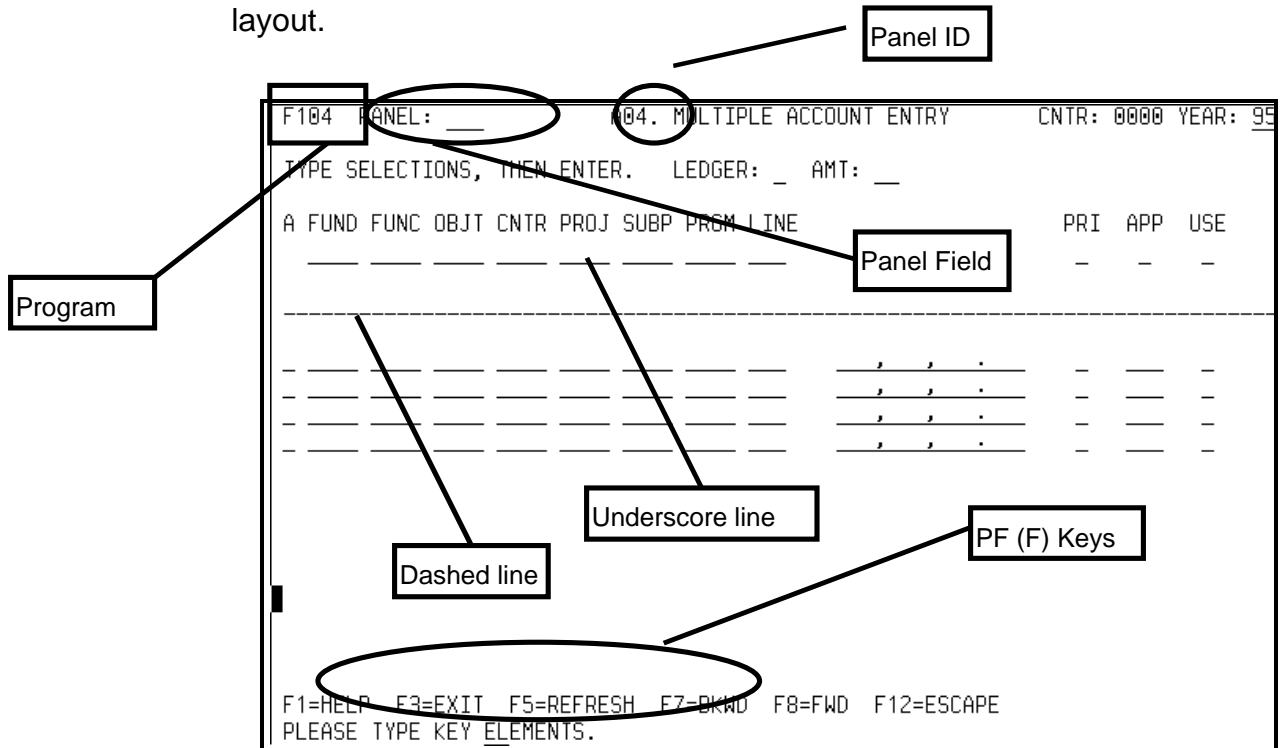 layout.
Panel ID
F104 PANEL: ___ A04. MULTIPLE ACCOUNT ENTRY CNTR: 0000 YEAR: 95
TYPE SELECTIONS, THEN ENTER. LEDGER: _ AMT: __
A FUND FUNC OBJT CNTR PROJ SUBP PRGM LINE PRI APP USE
Panel Field
Program
Underscore line
PF (F) Keys
Dashed line
F1=HELP F3=EXIT F5=REFRESH F7=BKWD F8=FWD F12=ESCAPE
PLEASE TYPE KEY ELEMENTS.